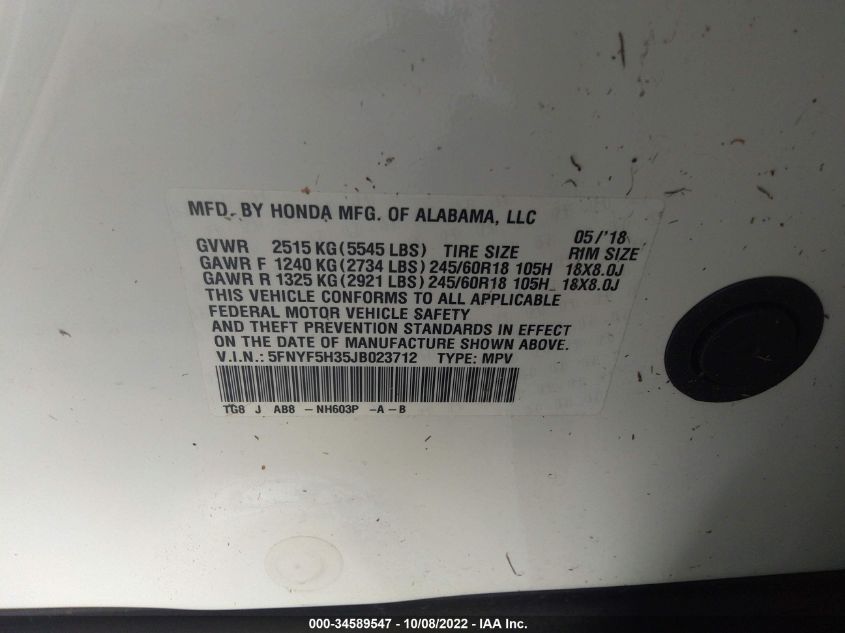 MFD. BY HONDA MFG. OF ALABAMA, LLC
05/'18
GVWR 2515 KG (5545 LBS) TIRE SIZE RIM SIZE
GAWR F 1240 KG (2734 LBS) 245/60R18 105H 18X8.0J
GAWR R 1325 KG (2921 LBS) 245/60R18 105H 18X8.0J
THIS VEHICLE CONFORMS TO ALL APPLICABLE
FEDERAL MOTOR VEHICLE SAFETY
AND THEFT PREVENTION STANDARDS IN EFFECT
ON THE DATE OF MANUFACTURE SHOWN ABOVE.
V.I.N.: 5FNYF5H35JB023712 TYPE: MPV
TG8 J AB8 -NH603P -A-B
000-34589547 - 10/08/2022 - IAA Inc.